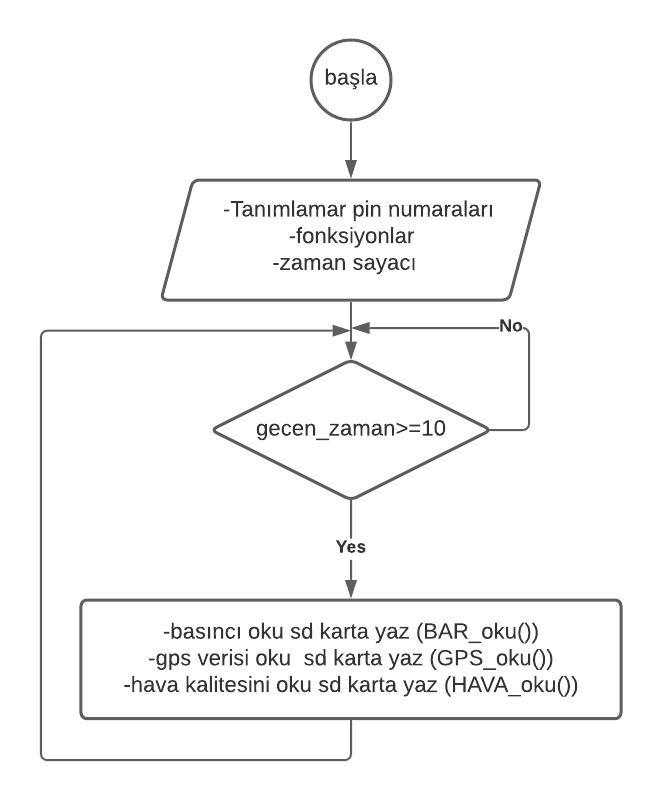 başla
-Tanımlamar pin numaraları
-fonksiyonlar
-zaman sayacı
No
gecen_zaman>=10
Yes
-basıncı oku sd karta yaz (BAR_oku())
-gps verisi oku  sd karta yaz (GPS_oku())
-hava kalitesini oku sd karta yaz (HAVA_oku())